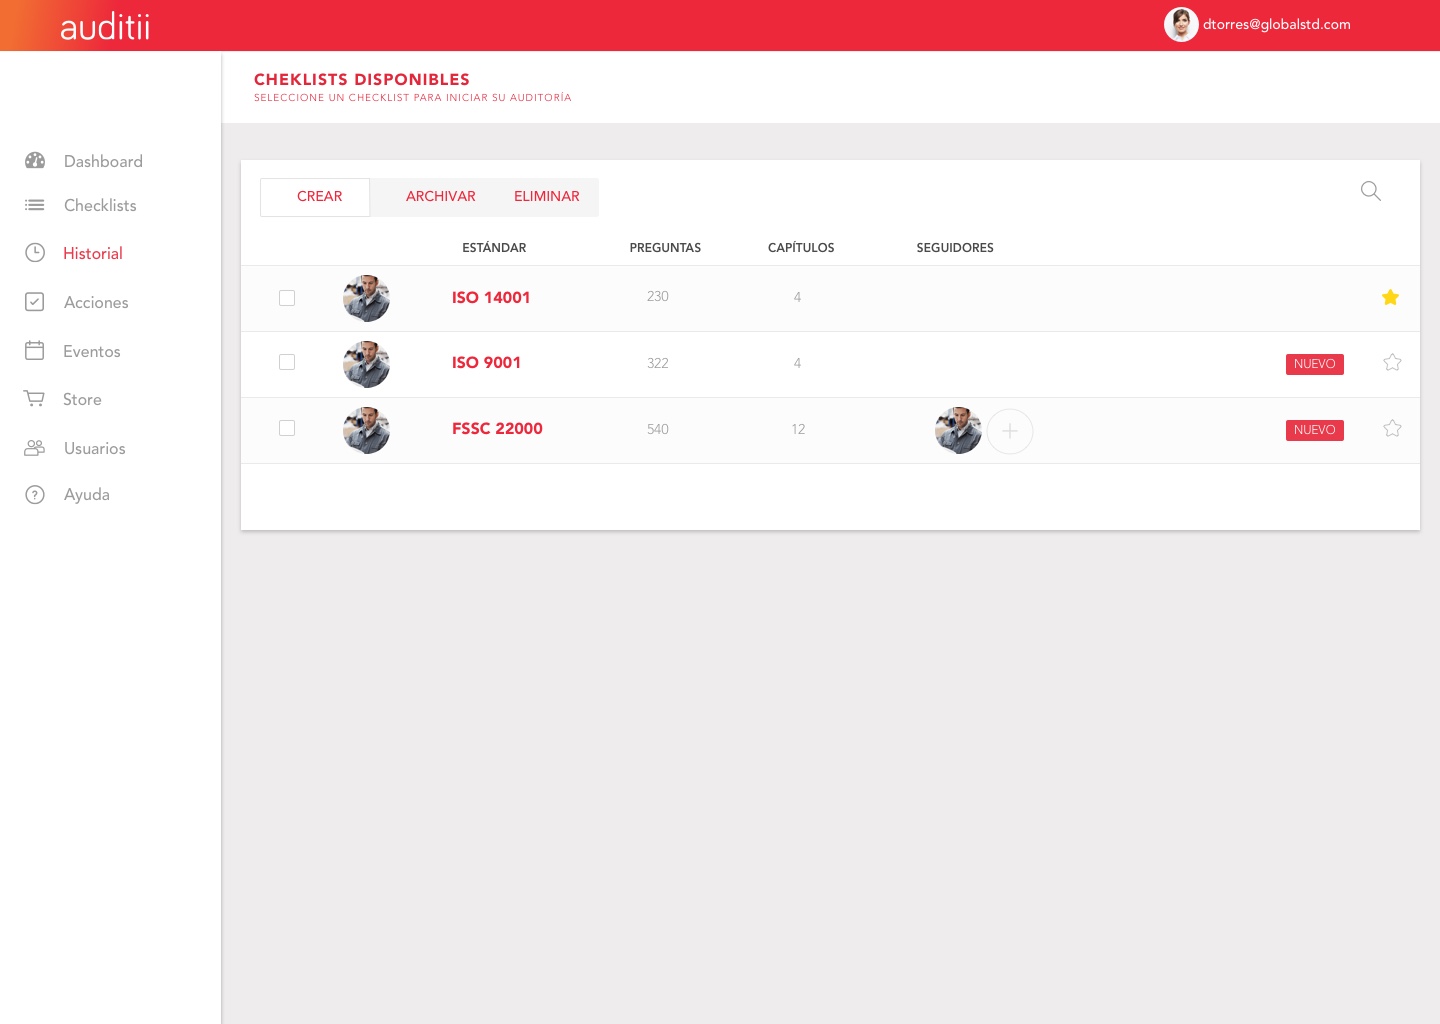 auditii
dtorres@globalstd.com
CHEKLISTS DISPONIBLES
SELECCIONE UN CHECKLIST PARA INICIAR SU AUDITORÍA
Dashboard
Checklists
Historial
Acciones
Eventos
Store
Usuarios
Ayuda
CREAR ARCHIVAR ELIMINAR
ESTÁNDAR PREGUNTAS CAPÍTULOS SEGUIDORES
ISO 14001 230 4
ISO 9001 322 4 NUEVO
FSSC 22000 540 12 NUEVO